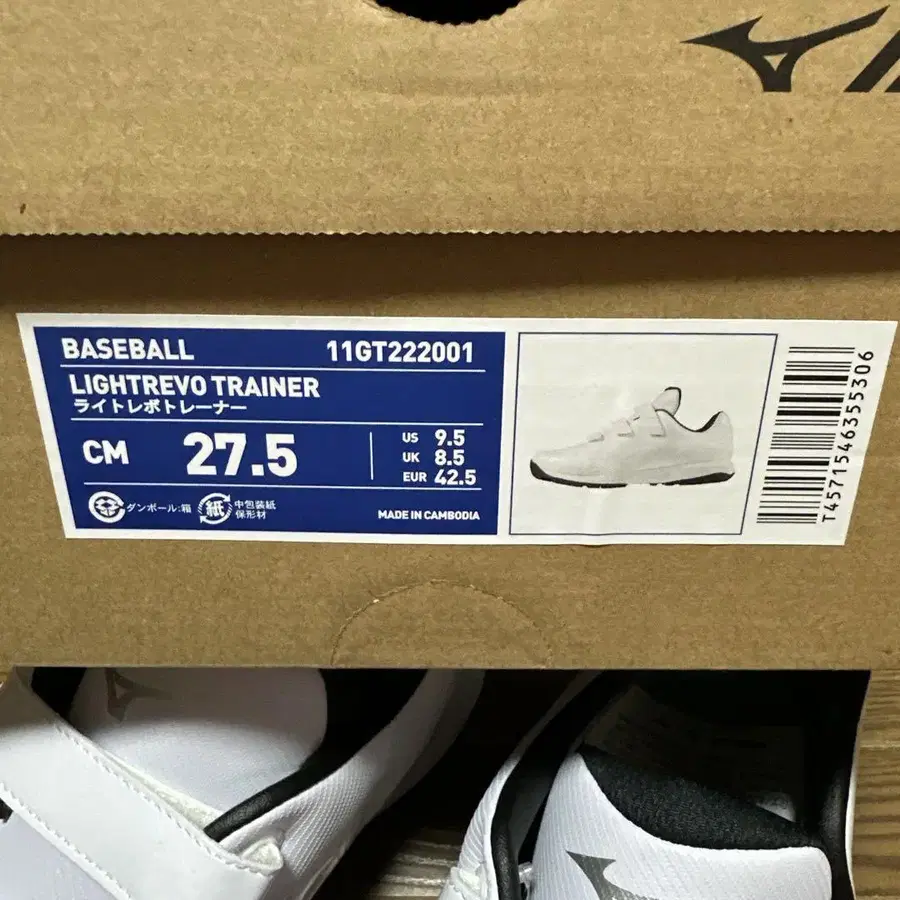 BASEBALL 11GT222001
LIGHTREVO TRAINER
ライトレボトレーナー
CM 27.5
US 9.5
UK 8.5
EUR 42.5
ダンボール:箱
紙 中包装紙
保形材
MADE IN CAMBODIA
T4571546355306